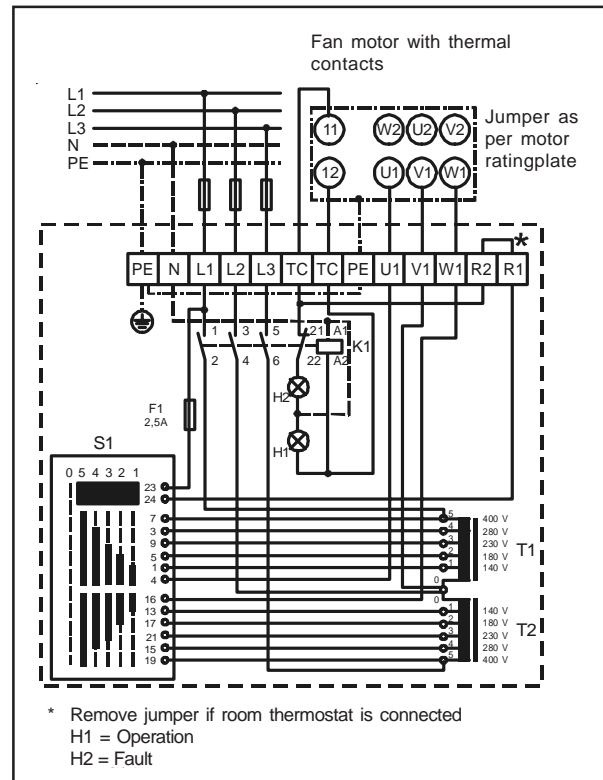 Fan motor with thermal
contacts
L1
L2
L3
N
PE
11 W2 U2 V2
12 U1 V1 W1
Jumper as
per motor
ratingplate
*
PE N L1 L2 L3 TC TC PE U1 V1 W1 R2 R1
1 3 5 21 A1
K1
2 4 6 22 A2
H2
F1
2,5A
H1
S1
0 5 4 3 2 1
23
24
7 5 400 V
3 4 280 V
9 3 230 V
5 2 180 V
1 1 140 V
T1
4 0
16 0
13 1 140 V
17 2 180 V
T2
21 3 230 V
15 4 280 V
19 5 400 V
* Remove jumper if room thermostat is connected
H1 = Operation
H2 = Fault